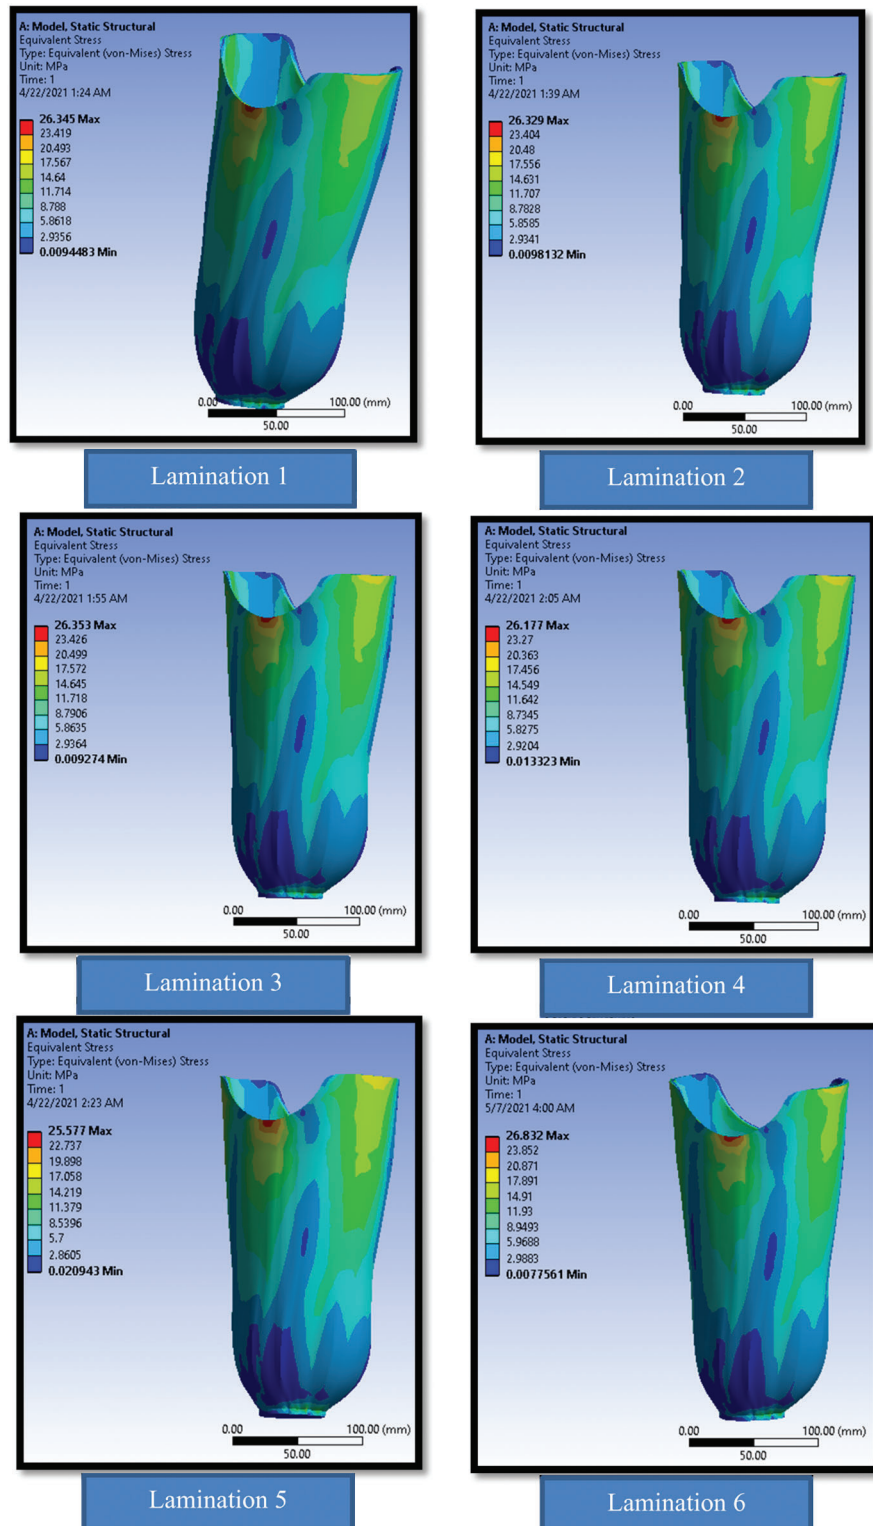 A: Model, Static Structural
Equivalent Stress
Type: Equivalent (von-Mises) Stress
Unit: MPa
Time: 1
4/22/2021 1:24 AM
26.345 Max
23.419
20.493
17.567
14.64
11.714
8.788
5.8618
2.9356
0.0094483 Min
0.00
100.00 (mm)
50.00
Lamination 1
A: Model, Static Structural
Equivalent Stress
Type: Equivalent (von-Mises) Stress
Unit: MPa
Time: 1
4/22/2021 1:39 AM
26.329 Max
23.404
20.48
17.556
14.631
11.707
8.7828
5.8585
2.9341
0.0098132 Min
0.00
100.00 (mm)
50.00
Lamination 2
A: Model, Static Structural
Equivalent Stress
Type: Equivalent (von-Mises) Stress
Unit: MPa
Time: 1
4/22/2021 1:55 AM
26.353 Max
23.426
20.499
17.572
14.645
11.718
8.7906
5.8635
2.9364
0.009274 Min
0.00
100.00 (mm)
50.00
Lamination 3
A: Model, Static Structural
Equivalent Stress
Type: Equivalent (von-Mises) Stress
Unit: MPa
Time: 1
4/22/2021 2:05 AM
26.177 Max
23.27
20.363
17.456
14.549
11.642
8.7345
5.8275
2.9204
0.013323 Min
0.00
100.00 (mm)
50.00
Lamination 4
A: Model, Static Structural
Equivalent Stress
Type: Equivalent (von-Mises) Stress
Unit: MPa
Time: 1
4/22/2021 2:23 AM
25.577 Max
22.737
19.898
17.058
14.219
11.379
8.5396
5.7
2.8605
0.020943 Min
0.00
100.00 (mm)
50.00
Lamination 5
A: Model, Static Structural
Equivalent Stress
Type: Equivalent (von-Mises) Stress
Unit: MPa
Time: 1
5/7/2021 4:00 AM
26.832 Max
23.852
20.871
17.891
14.91
11.93
8.9493
5.9688
2.9883
0.0077561 Min
0.00
100.00 (mm)
50.00
Lamination 6